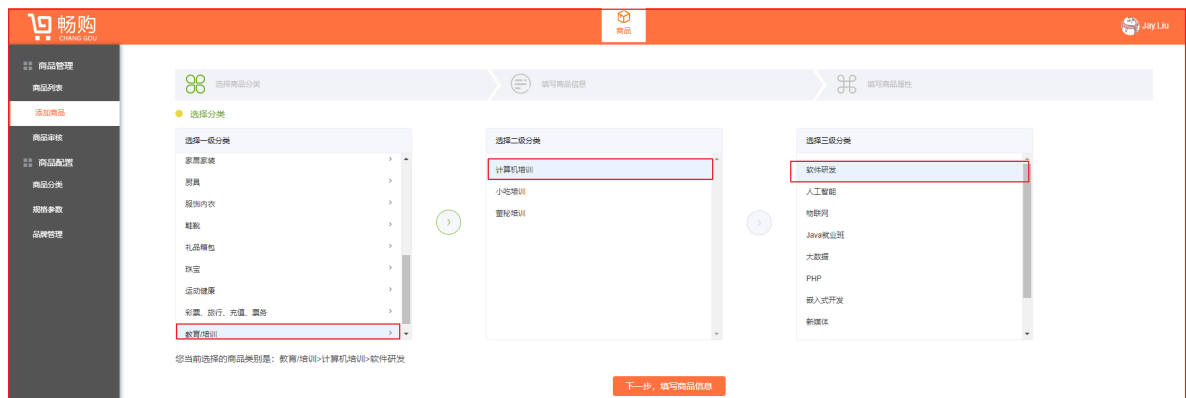 畅购
CHANG GOU
商品
Jay.Liu
商品管理
商品列表
添加商品
商品审核
商品配置
商品分类
规格参数
品牌管理
选择商品分类
填写商品信息
填写商品属性
选择分类
选择一级分类
家居家装
厨具
服饰内衣
鞋靴
礼品箱包
珠宝
运动健康
彩票、旅行、充值、票务
教育/培训
选择二级分类
计算机培训
小吃培训
董秘培训
选择三级分类
软件研发
人工智能
物联网
Java就业班
大数据
PHP
嵌入式开发
新媒体
您当前选择的商品类别是：教育/培训>计算机培训>软件研发
下一步，填写商品信息